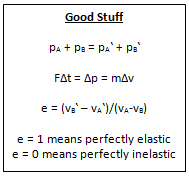 Good Stuff
pA + pB = pA` + pB`
FΔt = Δp = mΔv
e = (vB` – vA`)/(vA-vB)
e = 1 means perfectly elastic
e = 0 means perfectly inelastic